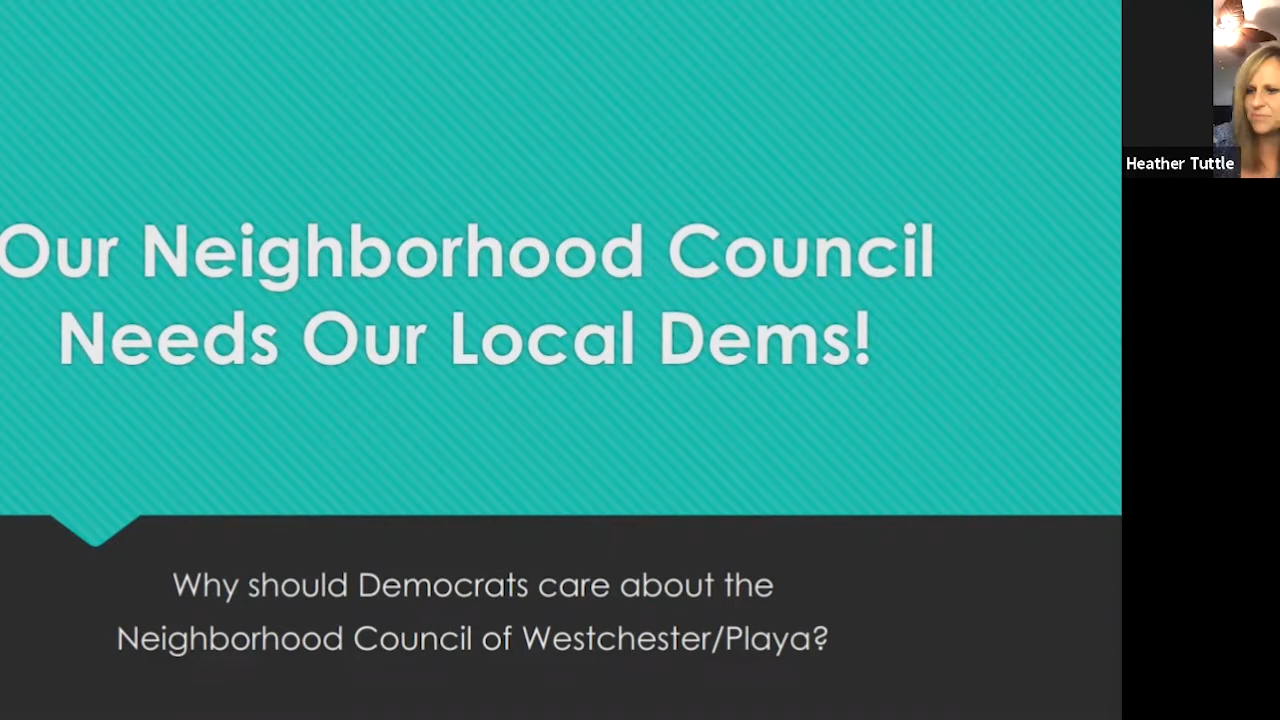 Our Neighborhood Council
Needs Our Local Dems!
Why should Democrats care about the
Neighborhood Council of Westchester/Playa?
Heather Tuttle